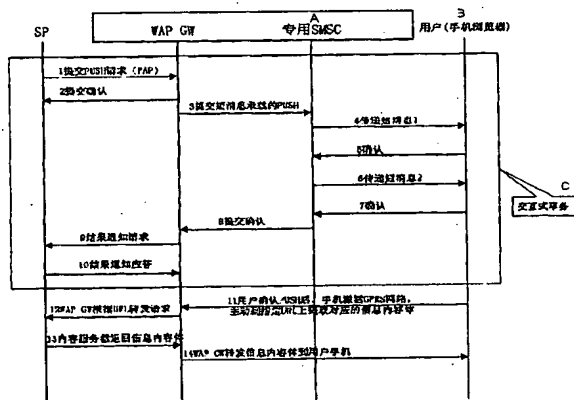 A
B
SP
WAP GW
专用SMSC
用户(手机浏览器)
1提交PUSH请求 (PAP)
2提交确认
3提交短消息承载的PUSH
4传递短消息1
5确认
6传递短消息2
7确认
C
交互式事务
8提交确认
9结果通知请求
10结果通知应答
11用户确认PUSH后，手机激活GPRS网络，
主动到指定URL上获取对应的信息内容
12WAP GW根据URL转发请求
13内容服务器返回信息内容体
14WAP GW转发信息内容体到用户手机